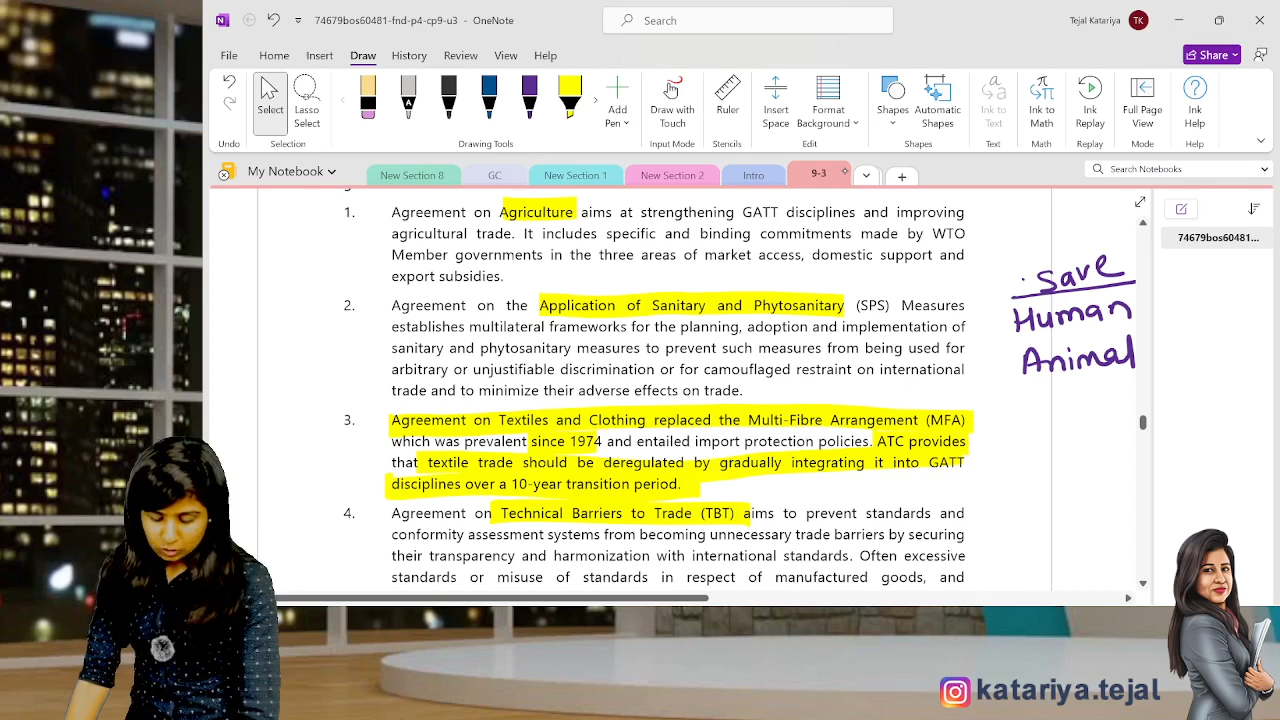 74679bos60481-fnd-p4-cp9-u3 - OneNote
Search
Tejal Katariya TK
File Home Insert Draw History Review View Help
Share
Undo
Select
Lasso Select
Selection
Drawing Tools
Add Pen
Draw with Touch
Input Mode
Ruler
Stencils
Insert Space
Format Background
Edit
Shapes
Automatic Shapes
Shapes
Ink to Text
Text
Ink to Math
Math
Ink Replay
Replay
Full Page View
View
Ink Help
Help
My Notebook
New Section 8 GC New Section 1 New Section 2 Intro 9-3 +
Search Notebooks
74679bos60481...
1. Agreement on Agriculture aims at strengthening GATT disciplines and improving
agricultural trade. It includes specific and binding commitments made by WTO
Member governments in the three areas of market access, domestic support and
export subsidies.
2. Agreement on the Application of Sanitary and Phytosanitary (SPS) Measures
establishes multilateral frameworks for the planning, adoption and implementation of
sanitary and phytosanitary measures to prevent such measures from being used for
arbitrary or unjustifiable discrimination or for camouflaged restraint on international
trade and to minimize their adverse effects on trade.
3. Agreement on Textiles and Clothing replaced the Multi-Fibre Arrangement (MFA)
which was prevalent since 1974 and entailed import protection policies. ATC provides
that textile trade should be deregulated by gradually integrating it into GATT
disciplines over a 10-year transition period.
4. Agreement on Technical Barriers to Trade (TBT) aims to prevent standards and
conformity assessment systems from becoming unnecessary trade barriers by securing
their transparency and harmonization with international standards. Often excessive
standards or misuse of standards in respect of manufactured goods, and
Save
Human
Animal
katariya.tejal